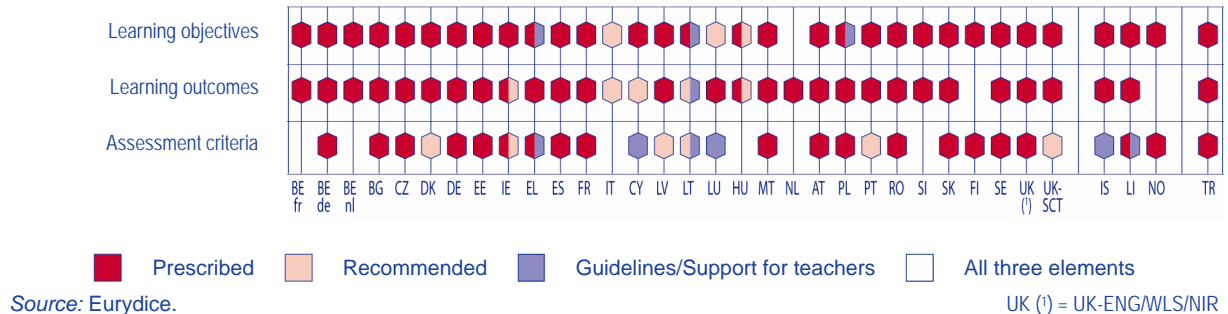 Learning objectives
Learning outcomes
Assessment criteria
BE fr BE de BE nl BG CZ DK DE EE IE EL ES FR IT CY LV LT LU HU MT NL AT PL PT RO SI SK FI SE UK (¹) UK-SCT IS LI NO TR
Prescribed Recommended Guidelines/Support for teachers All three elements
Source: Eurydice. UK (¹) = UK-ENG/WLS/NIR